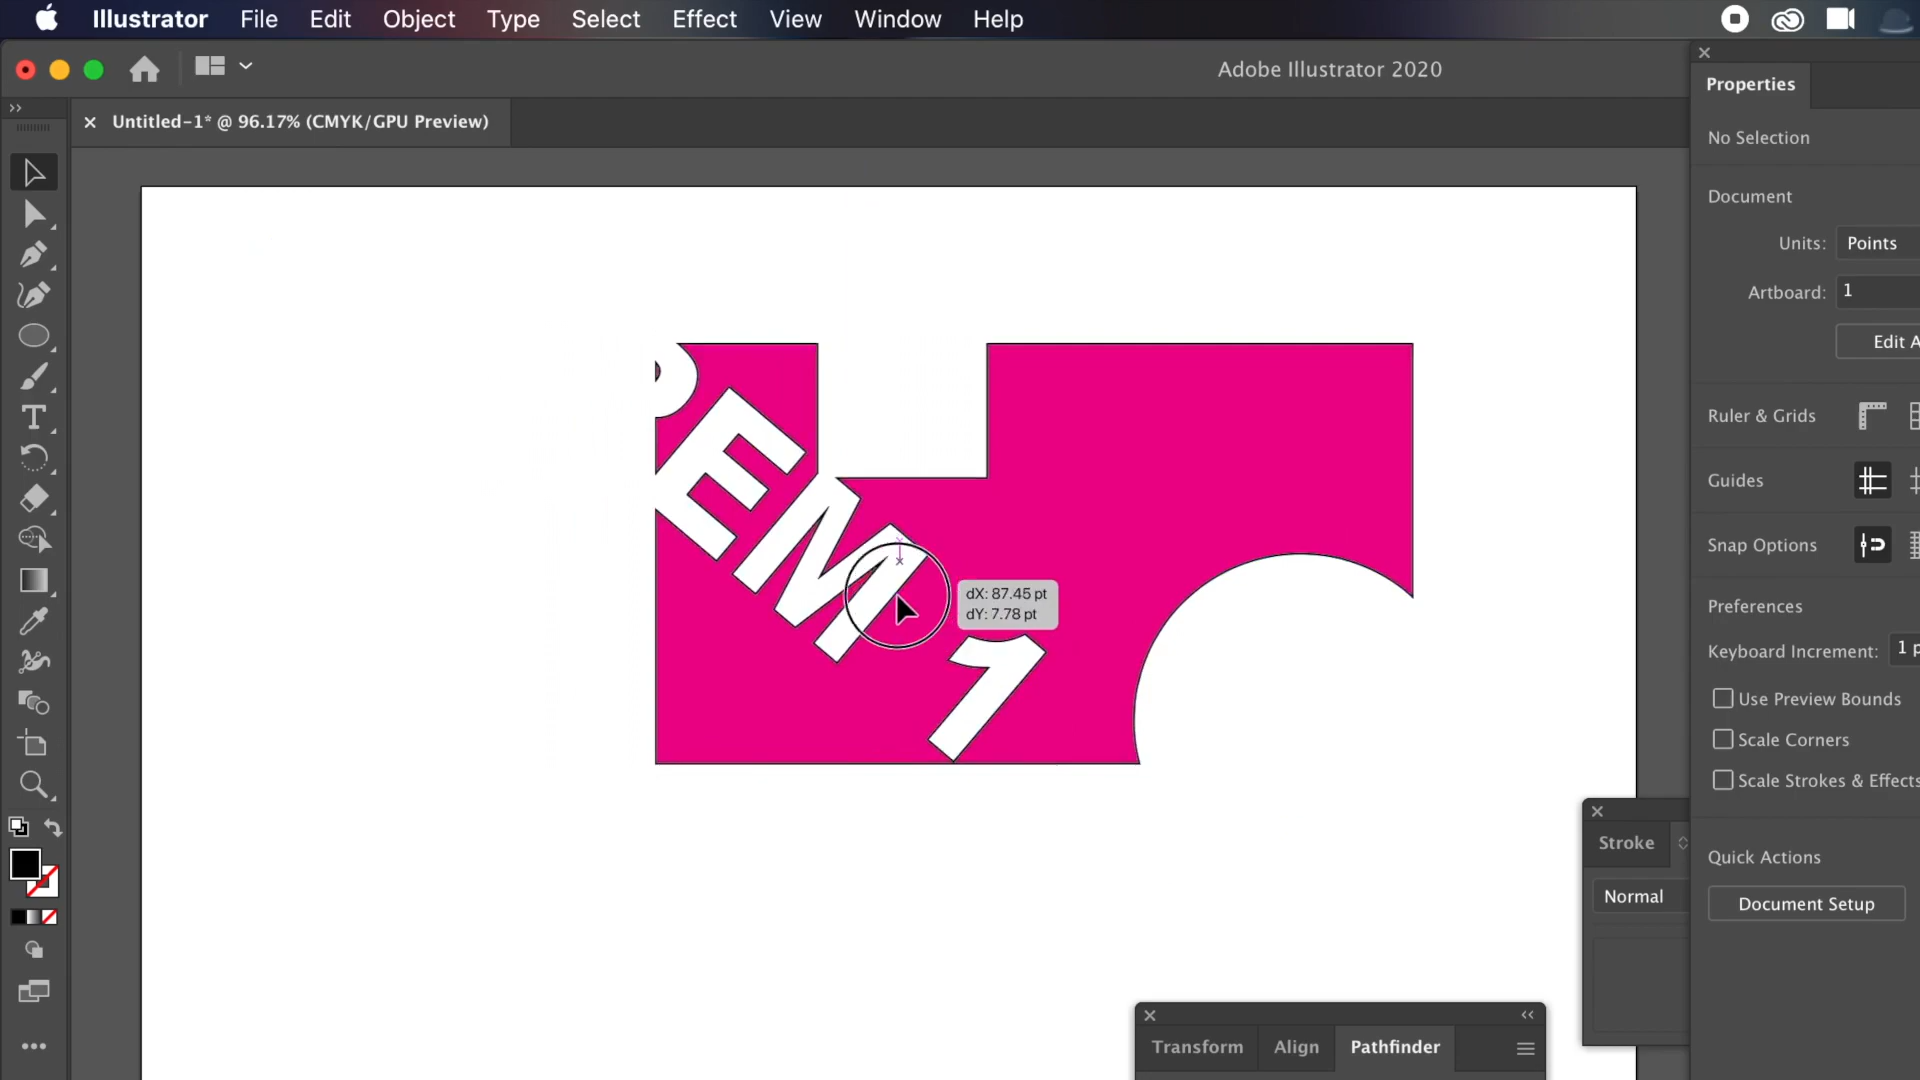 Illustrator File Edit Object Type Select Effect View Window Help
Adobe Illustrator 2020
Untitled-1* @ 96.17% (CMYK/GPU Preview)
Properties
No Selection
Document
Units: Points
Artboard: 1
Edit A
Ruler & Grids
Guides
Snap Options
Preferences
Keyboard Increment: 1 p
Use Preview Bounds
Scale Corners
Scale Strokes & Effects
Quick Actions
Document Setup
EM 1
dX: 87.45 pt
dY: 7.78 pt
Stroke
Normal
Transform Align Pathfinder